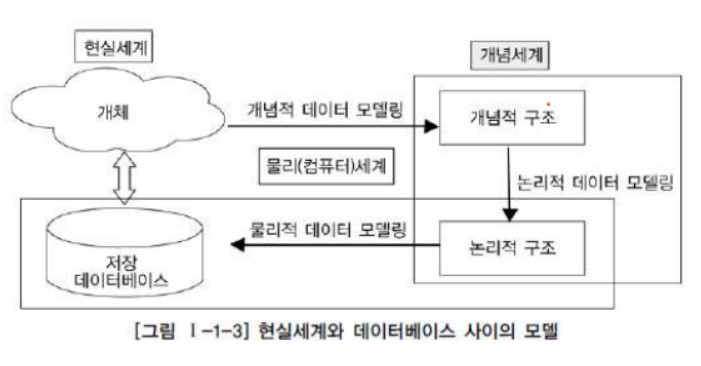 현실세계
개념세계
개체
개념적 데이터 모델링
개념적 구조
물리(컴퓨터)세계
논리적 데이터 모델링
물리적 데이터 모델링
논리적 구조
저장
데이터베이스
[그림 Ⅰ-1-3] 현실세계와 데이터베이스 사이의 모델